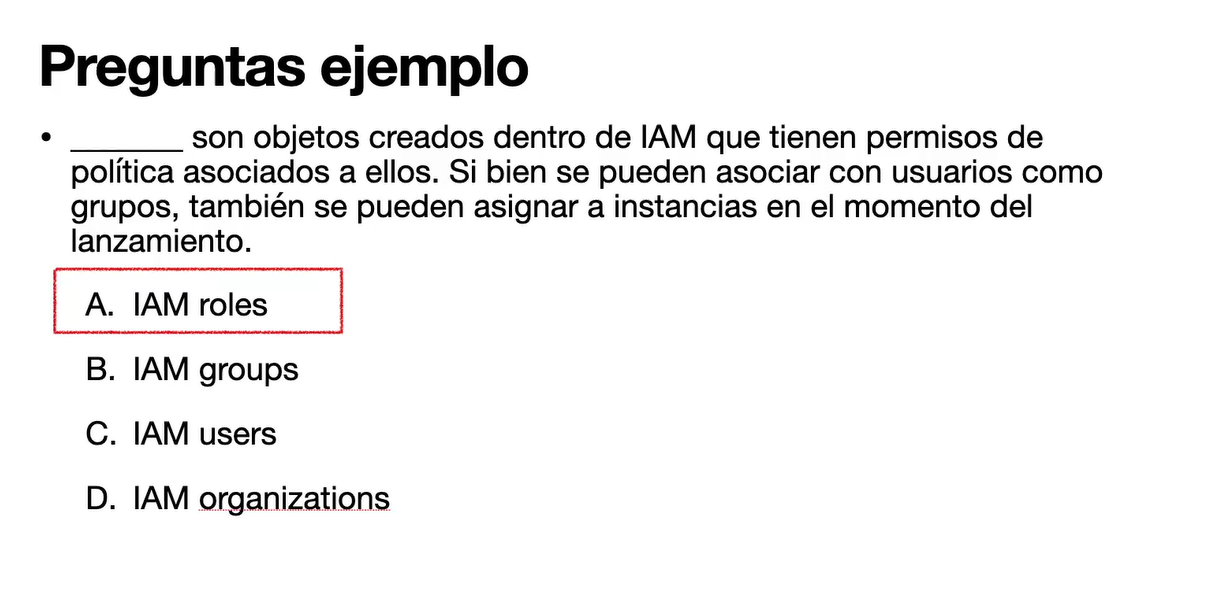 Preguntas ejemplo
• _______ son objetos creados dentro de IAM que tienen permisos de
política asociados a ellos. Si bien se pueden asociar con usuarios como
grupos, también se pueden asignar a instancias en el momento del
lanzamiento.
A. IAM roles
B. IAM groups
C. IAM users
D. IAM organizations